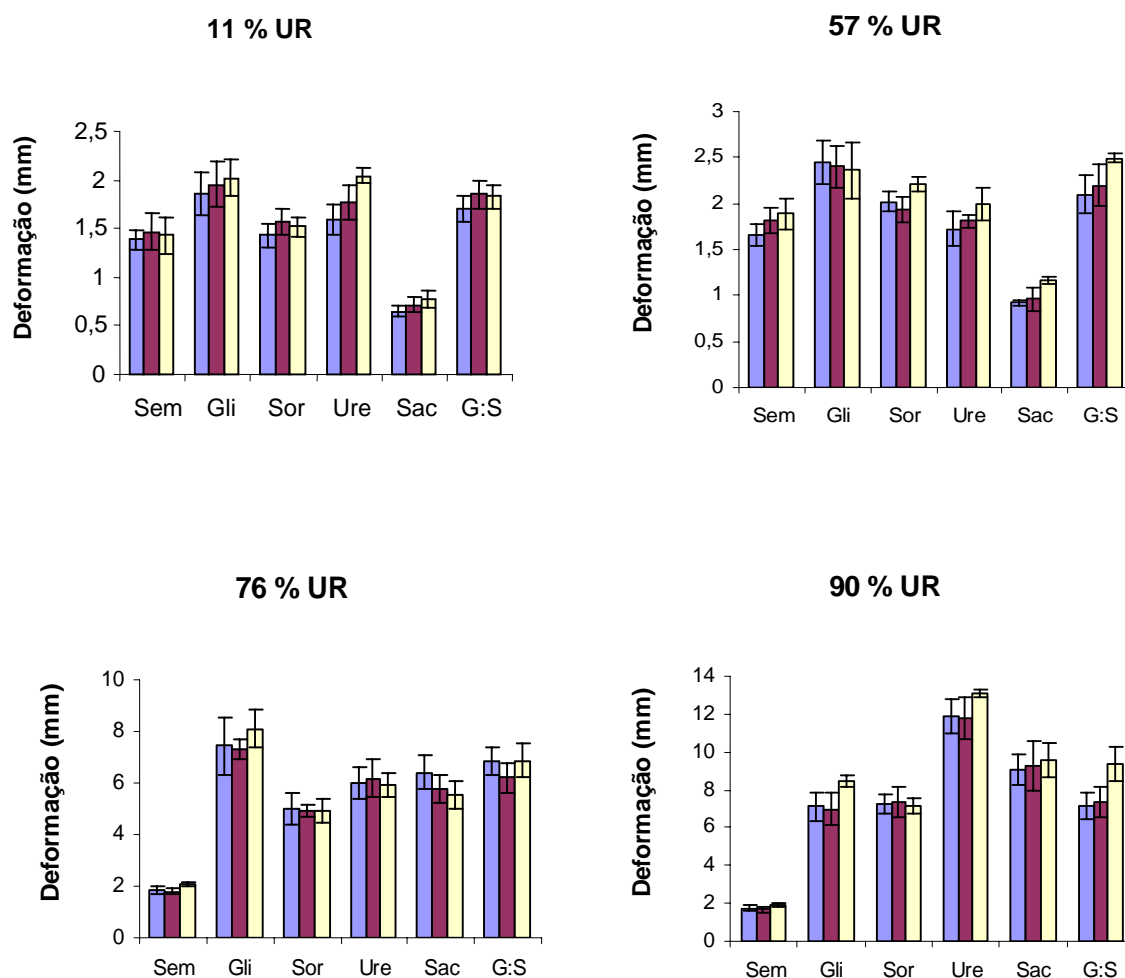 11 % UR
Deformação (mm)
2,5
2
1,5
1
0,5
0
Sem Gli Sor Ure Sac G:S
57 % UR
Deformação (mm)
3
2,5
2
1,5
1
0,5
0
Sem Gli Sor Ure Sac G:S
76 % UR
Deformação (mm)
10
8
6
4
2
0
Sem Gli Sor Ure Sac G:S
90 % UR
Deformação (mm)
14
12
10
8
6
4
2
0
Sem Gli Sor Ure Sac G:S